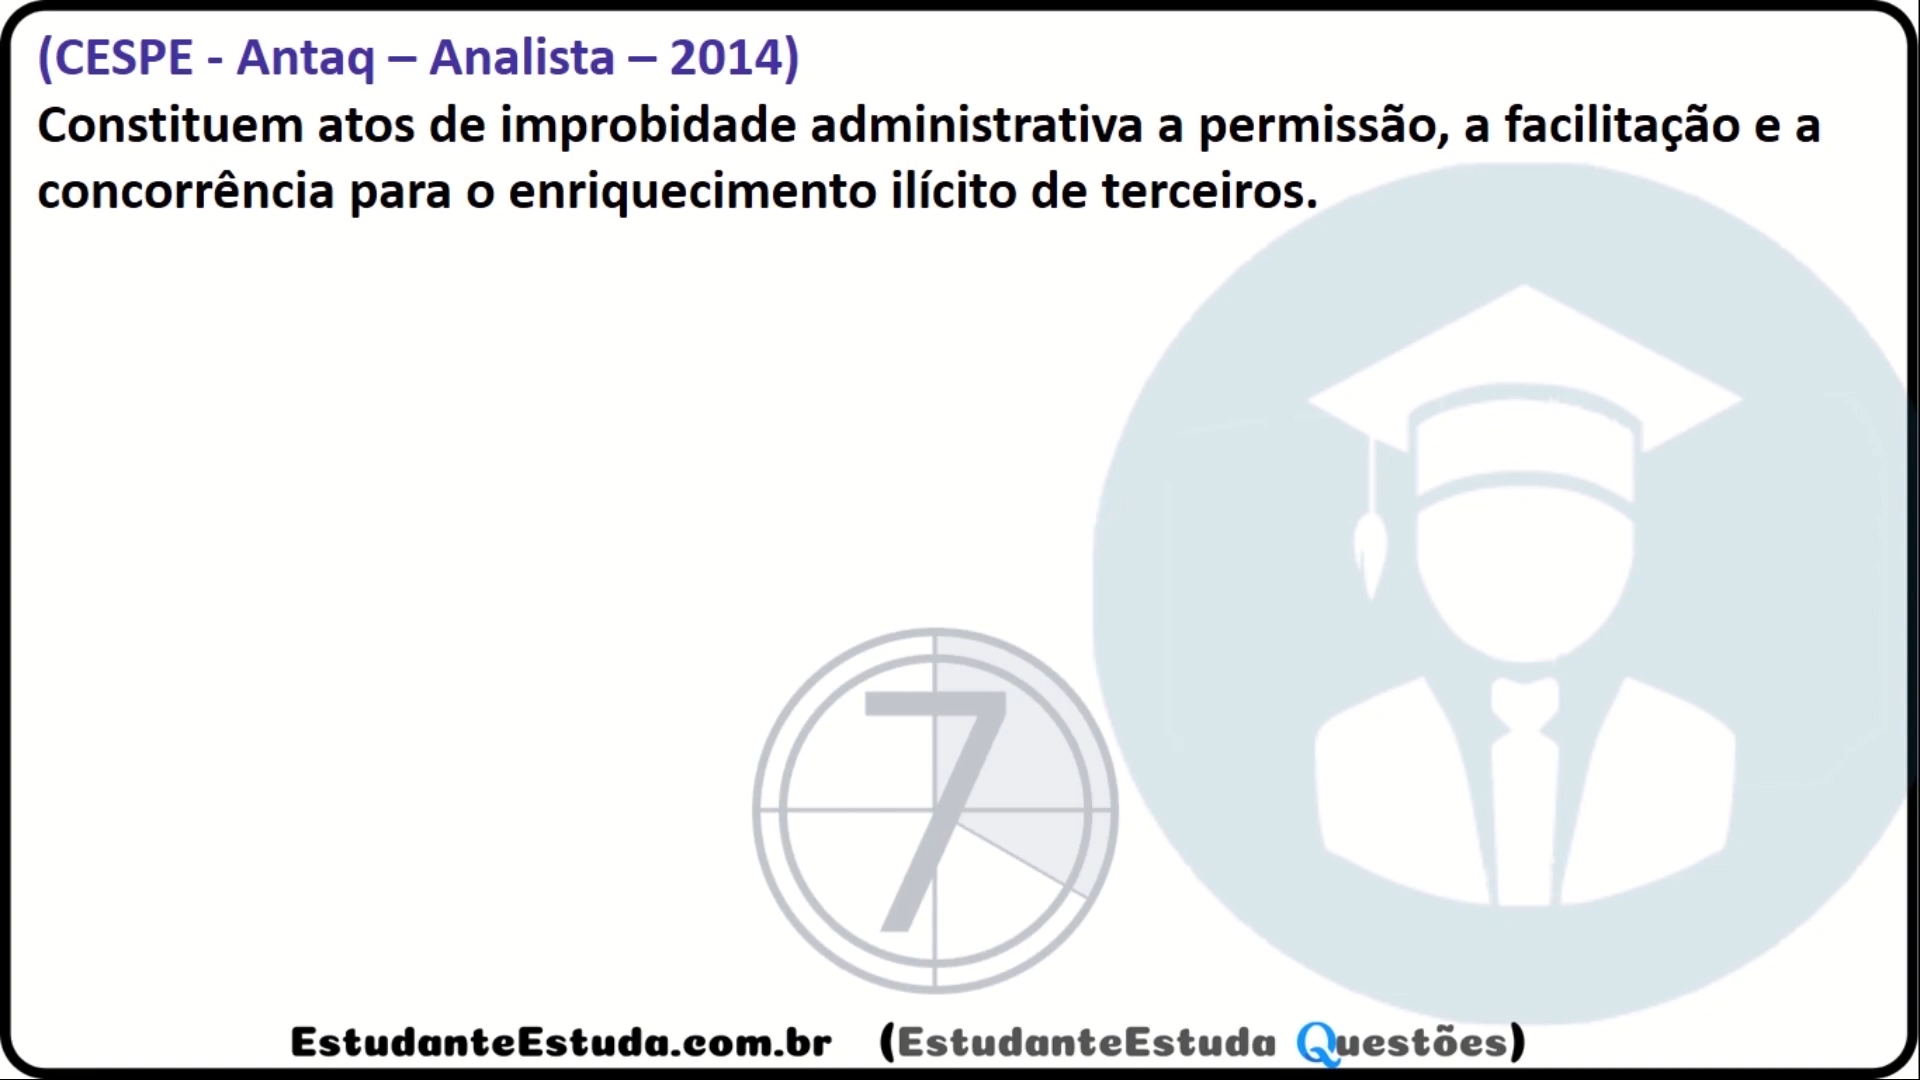 (CESPE - Antaq – Analista – 2014)
Constituem atos de improbidade administrativa a permissão, a facilitação e a
concorrência para o enriquecimento ilícito de terceiros.
7
EstudanteEstuda.com.br (EstudanteEstuda Questões)